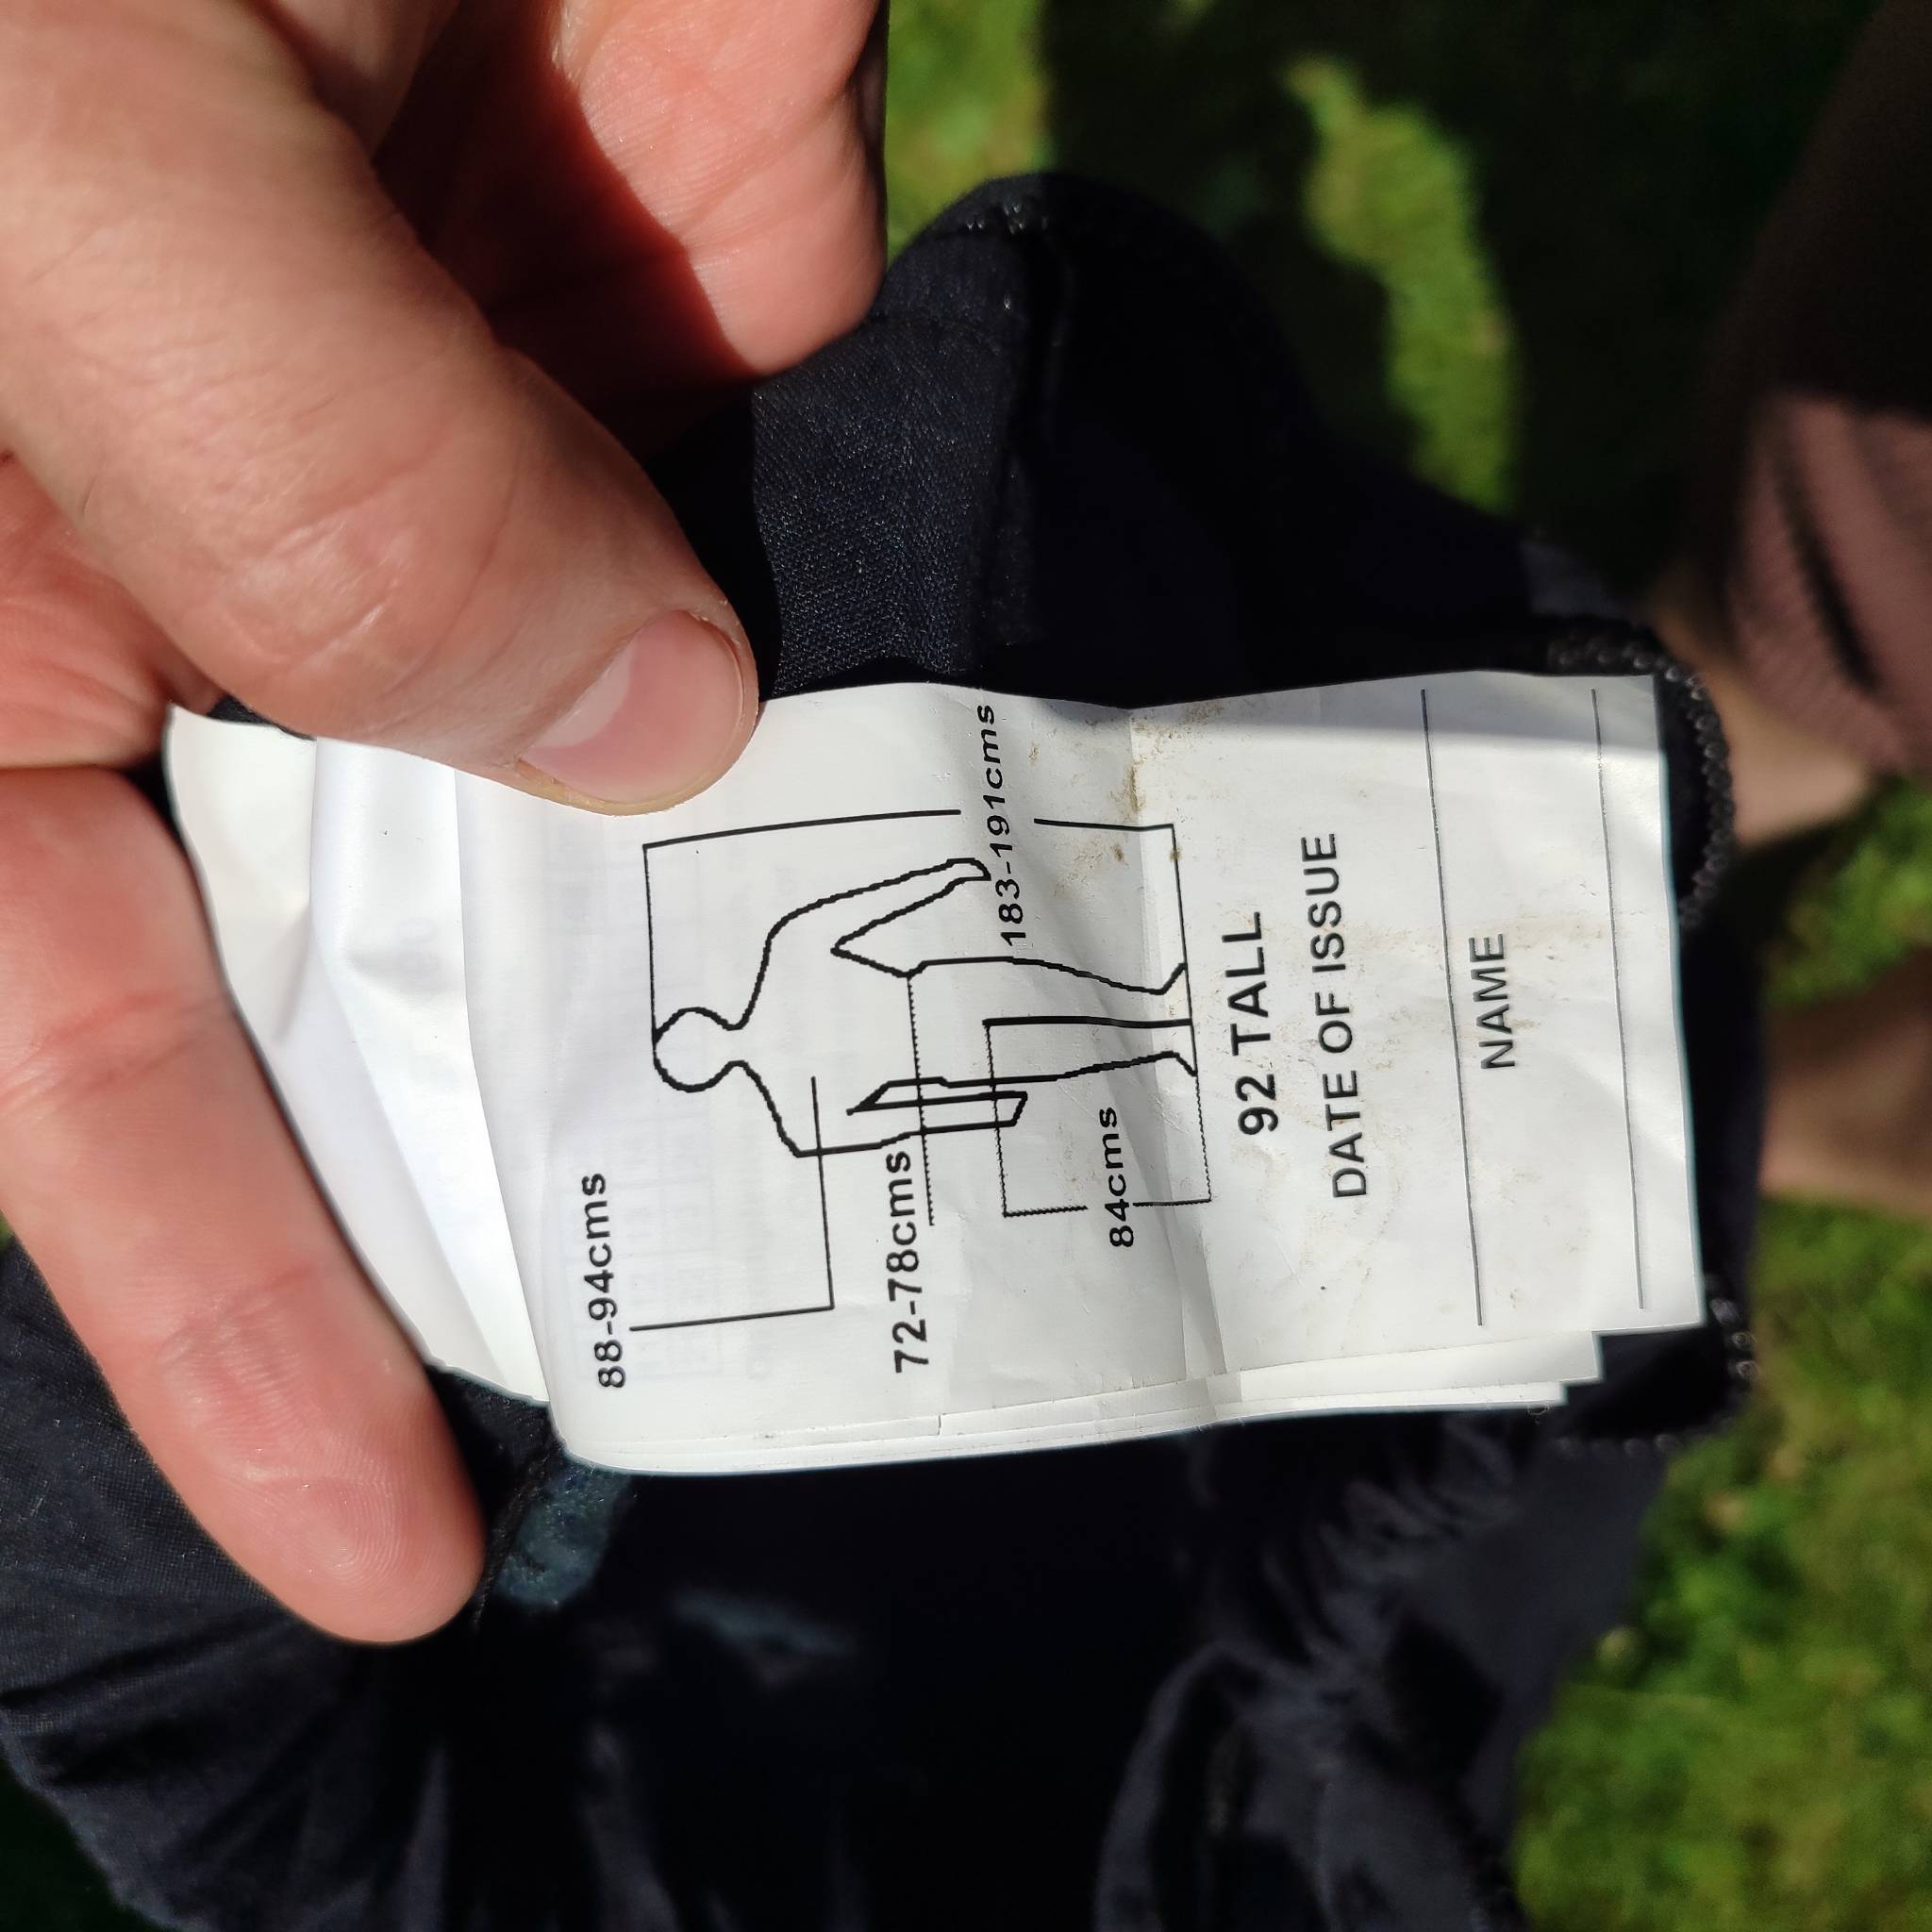 88-94cms
183-191cms
72-78cms
84cms
92 TALL
DATE OF ISSUE
NAME